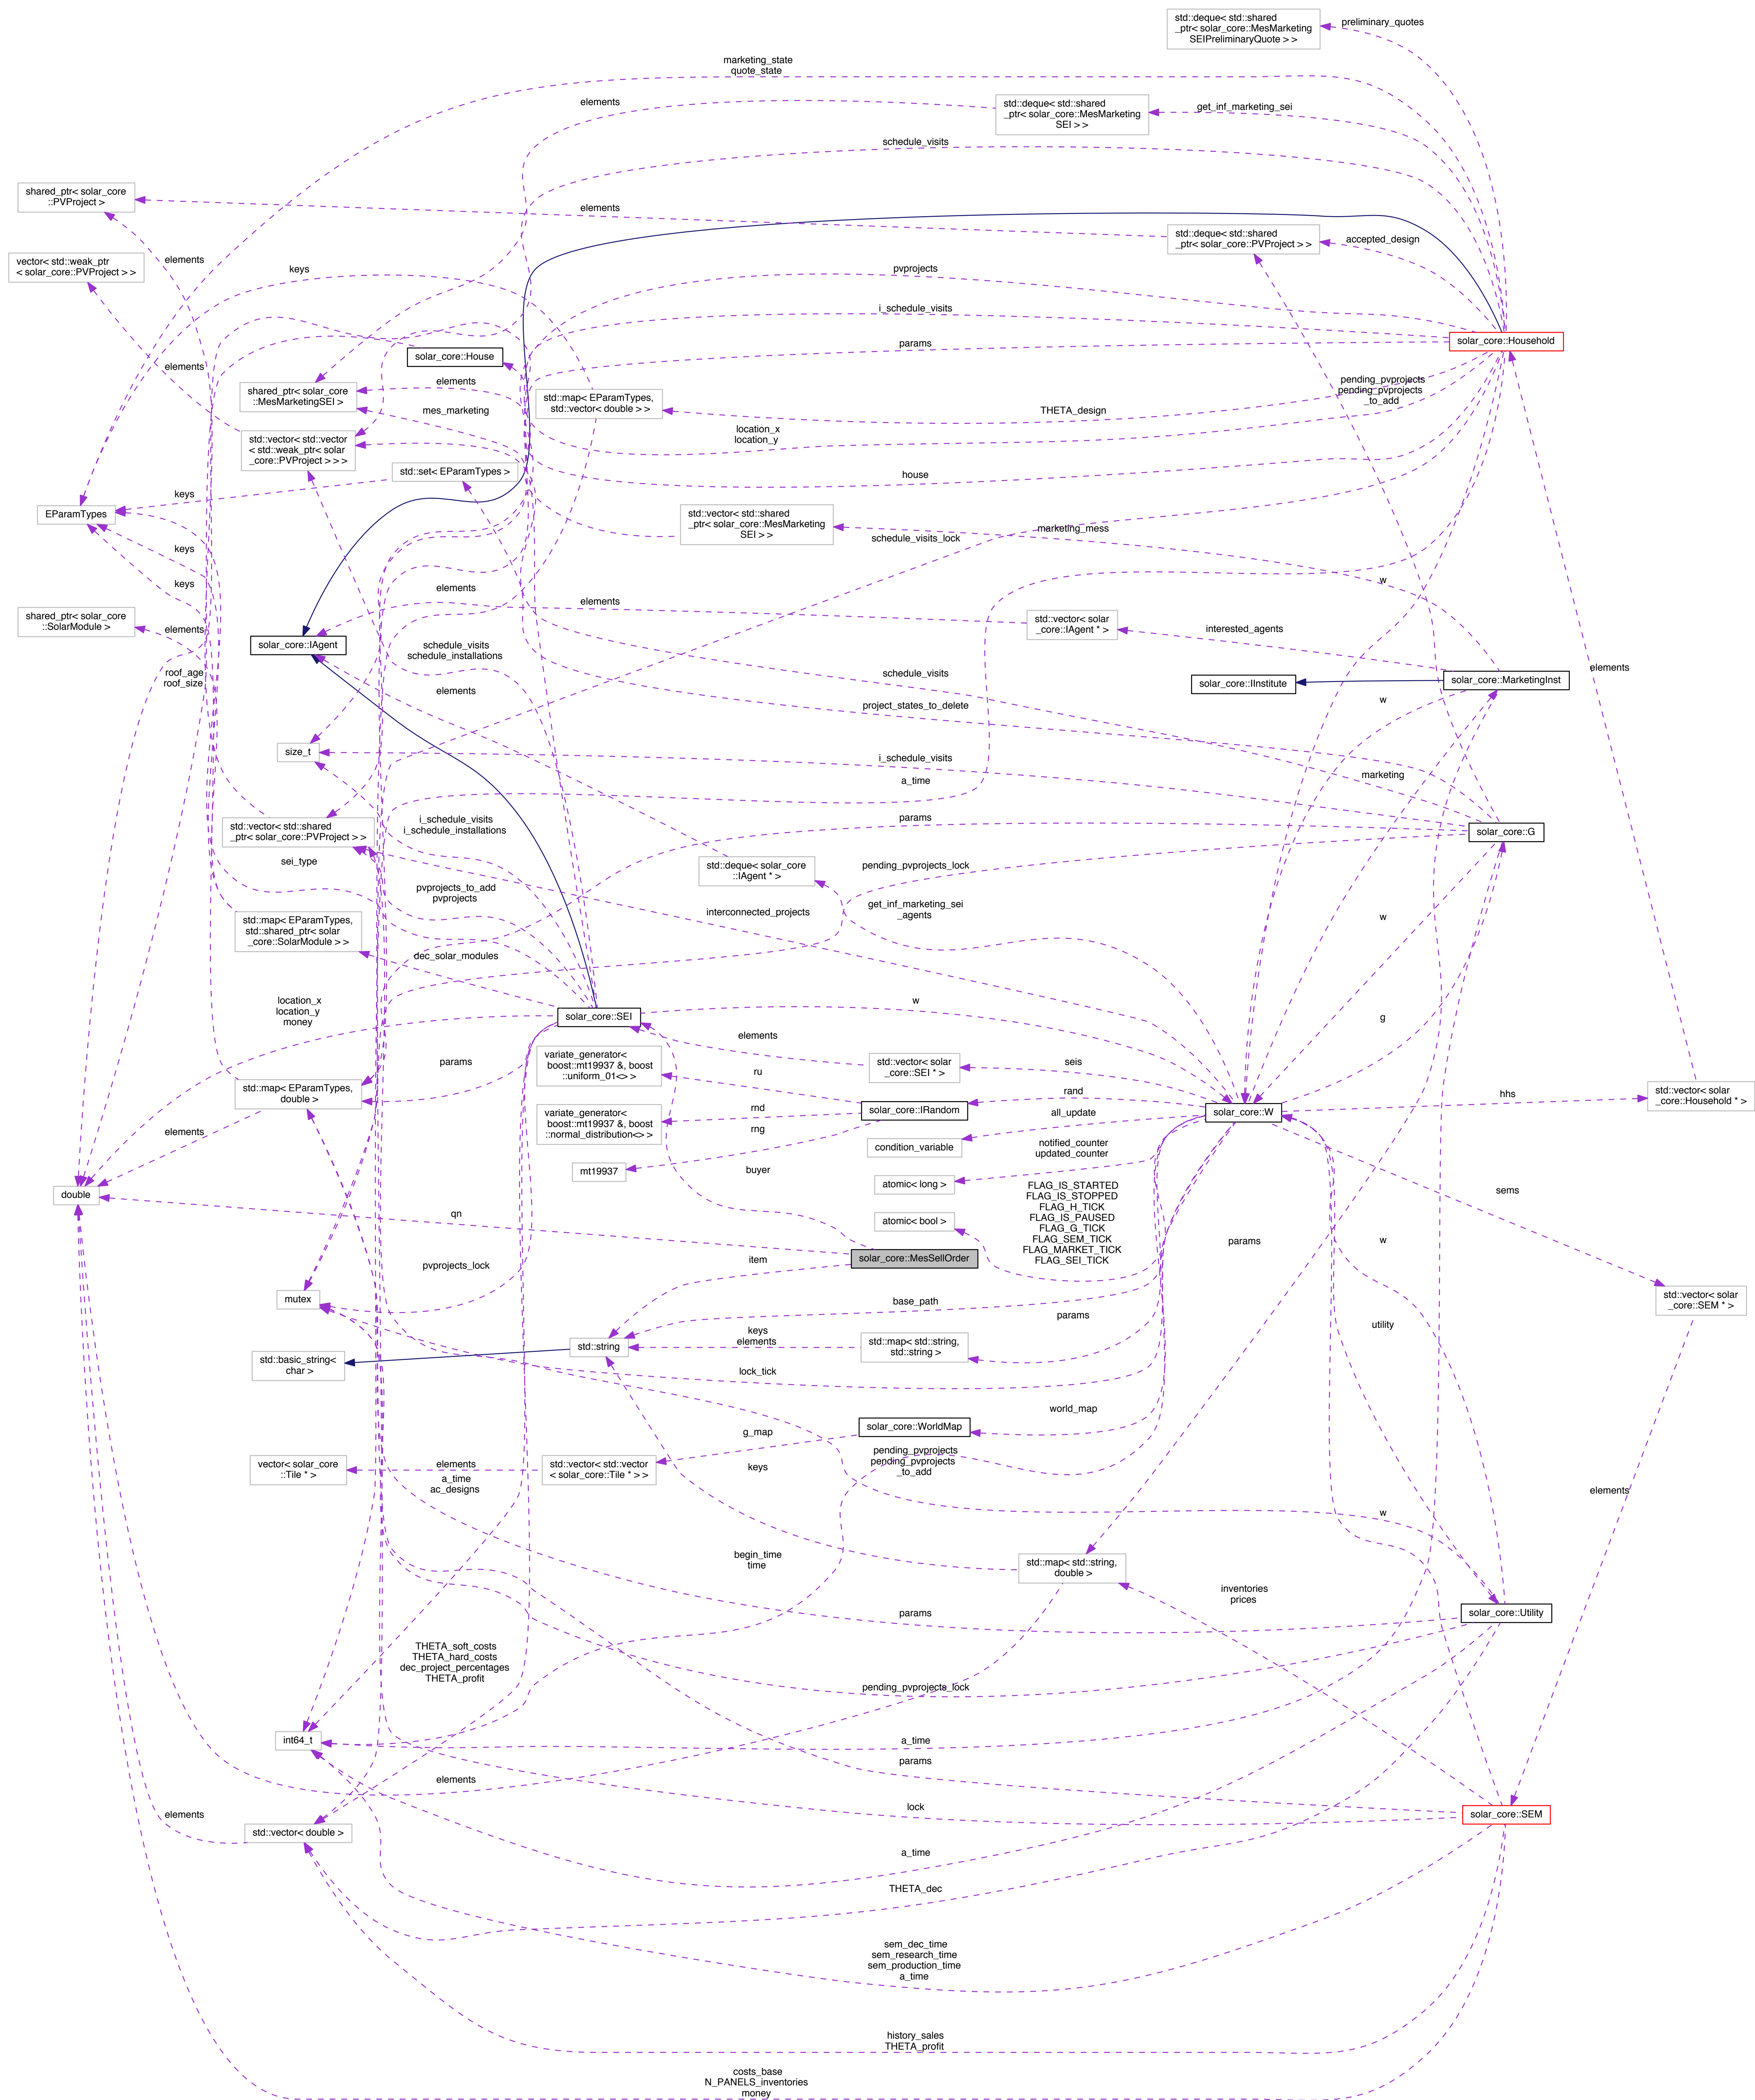 std::deque< std::shared
_ptr< solar_core::MesMarketing
SEIPreliminaryQuote > >
preliminary_quotes
marketing_state
quote_state
elements
std::deque< std::shared
_ptr< solar_core::MesMarketing
SEI > >
get_inf_marketing_sei
schedule_visits
shared_ptr< solar_core
::PVProject >
elements
std::deque< std::shared
_ptr< solar_core::PVProject > >
accepted_design
vector< std::weak_ptr
< solar_core::PVProject > >
elements
keys
pvprojects
i_schedule_visits
solar_core::Household
params
solar_core::House
elements
shared_ptr< solar_core
::MesMarketingSEI >
elements
mes_marketing
std::map< EParamTypes,
std::vector< double > >
THETA_design
pending_pvprojects
pending_pvprojects
_to_add
location_x
location_y
std::vector< std::vector
< std::weak_ptr< solar
_core::PVProject > > >
std::set< EParamTypes >
house
keys
EParamTypes
std::vector< std::shared
_ptr< solar_core::MesMarketing
SEI > >
marketing_mess
schedule_visits_lock
keys
keys
w
elements
elements
shared_ptr< solar_core
::SolarModule >
elements
std::vector< solar
_core::IAgent * >
interested_agents
solar_core::IAgent
schedule_visits
schedule_installations
roof_age
roof_size
elements
schedule_visits
solar_core::IInstitute
solar_core::MarketingInst
elements
w
project_states_to_delete
size_t
i_schedule_visits
marketing
a_time
std::vector< std::shared
_ptr< solar_core::PVProject > >
i_schedule_visits
i_schedule_installations
params
solar_core::G
sei_type
std::deque< solar_core
::IAgent * >
pending_pvprojects_lock
pvprojects_to_add
pvprojects
interconnected_projects
get_inf_marketing_sei
_agents
w
std::map< EParamTypes,
std::shared_ptr< solar
_core::SolarModule > >
dec_solar_modules
location_x
location_y
money
solar_core::SEI
w
g
elements
params
variate_generator<
boost::mt19937 &, boost
::uniform_01<> >
ru
std::vector< solar
_core::SEI * >
seis
std::map< EParamTypes,
double >
rand
hhs
std::vector< solar
_core::Household * >
variate_generator<
boost::mt19937 &, boost
::normal_distribution<> >
rnd
solar_core::IRandom
solar_core::W
all_update
elements
rng
condition_variable
notified_counter
updated_counter
mt19937
buyer
atomic< long >
double
sems
FLAG_IS_STARTED
FLAG_IS_STOPPED
FLAG_H_TICK
FLAG_IS_PAUSED
FLAG_G_TICK
FLAG_SEM_TICK
FLAG_MARKET_TICK
FLAG_SEI_TICK
qn
atomic< bool >
w
params
solar_core::MesSellOrder
item
pvprojects_lock
mutex
base_path
std::vector< solar
_core::SEM * >
params
utility
keys
elements
std::map< std::string,
std::string >
std::string
std::basic_string<
char >
lock_tick
world_map
solar_core::WorldMap
g_map
pending_pvprojects
pending_pvprojects
_to_add
vector< solar_core
::Tile * >
elements
std::vector< std::vector
< solar_core::Tile * > >
keys
a_time
ac_designs
elements
w
begin_time
time
std::map< std::string,
double >
inventories
prices
params
solar_core::Utility
THETA_soft_costs
THETA_hard_costs
dec_project_percentages
THETA_profit
pending_pvprojects_lock
int64_t
a_time
params
elements
lock
solar_core::SEM
elements
std::vector< double >
a_time
THETA_dec
sem_dec_time
sem_research_time
sem_production_time
a_time
history_sales
THETA_profit
costs_base
N_PANELS_inventories
money